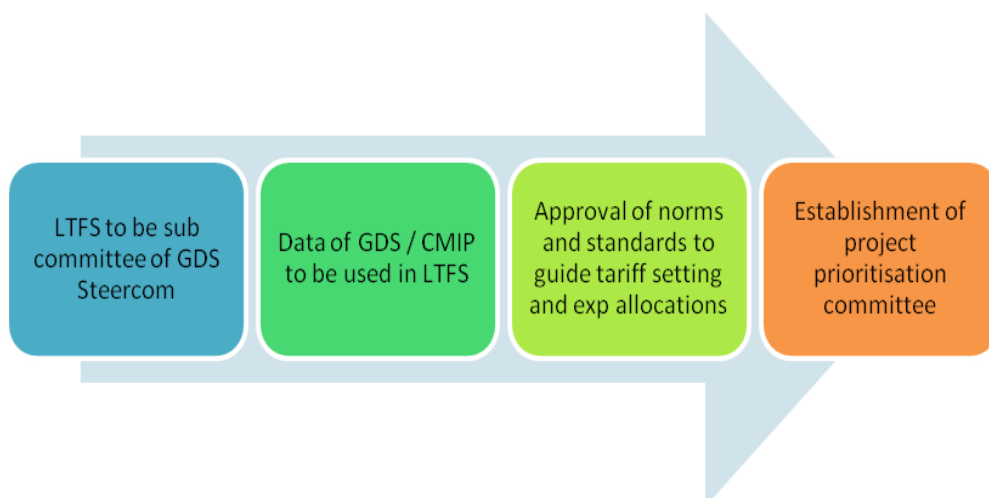 LTFS to be sub
committee of GDS
Steercom
Data of GDS / CMIP
to be used in LTFS
Approval of norms
and standards to
guide tariff setting
and exp allocations
Establishment of
project
prioritisation
committee